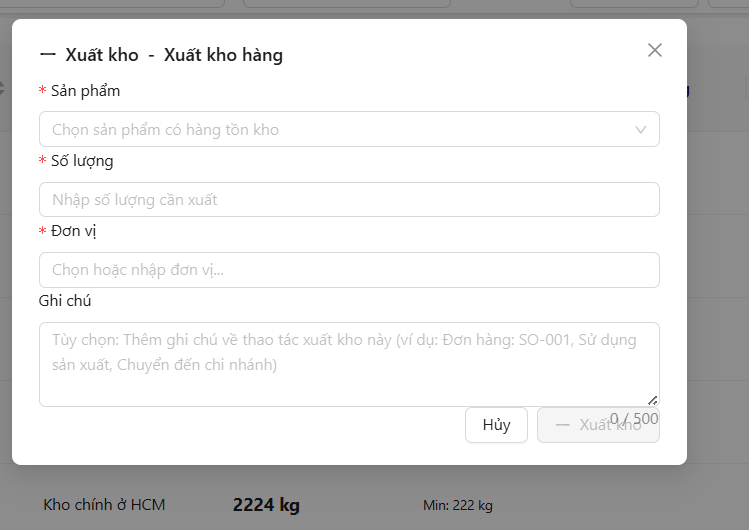 Xuất kho - Xuất kho hàng
* Sản phẩm
Chọn sản phẩm có hàng tồn kho
* Số lượng
Nhập số lượng cần xuất
* Đơn vị
Chọn hoặc nhập đơn vị...
Ghi chú
Tùy chọn: Thêm ghi chú về thao tác xuất kho này (ví dụ: Đơn hàng: SO-001, Sử dụng
sản xuất, Chuyển đến chi nhánh)
0 / 500
Hủy
Xuất kho
Kho chính ở HCM
2224 kg
Min: 222 kg